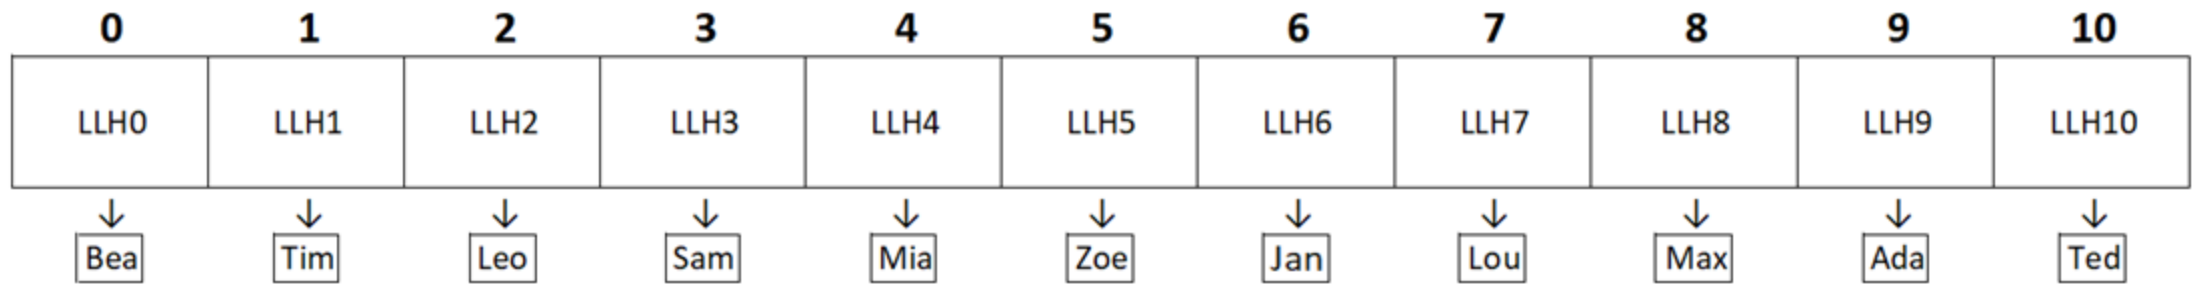 0 1 2 3 4 5 6 7 8 9 10
LLH0 LLH1 LLH2 LLH3 LLH4 LLH5 LLH6 LLH7 LLH8 LLH9 LLH10
Bea Tim Leo Sam Mia Zoe Jan Lou Max Ada Ted